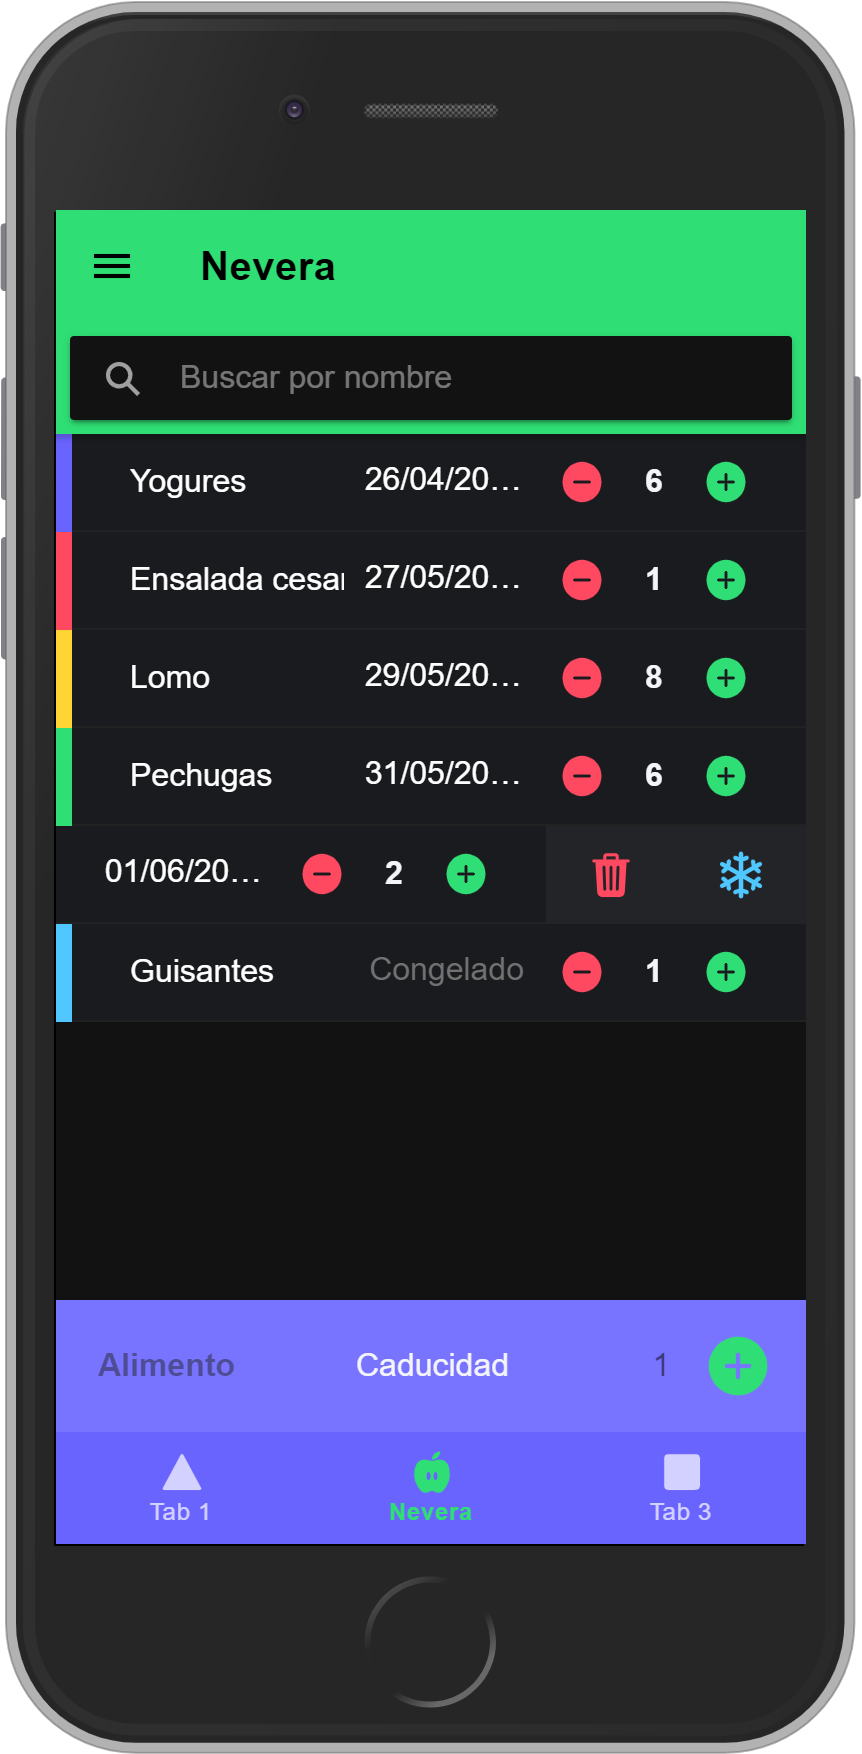 Nevera
Buscar por nombre
Yogures 26/04/20… 6
Ensalada cesar 27/05/20… 1
Lomo 29/05/20… 8
Pechugas 31/05/20… 6
01/06/20… 2
Guisantes Congelado 1
Alimento Caducidad 1
Tab 1 Nevera Tab 3